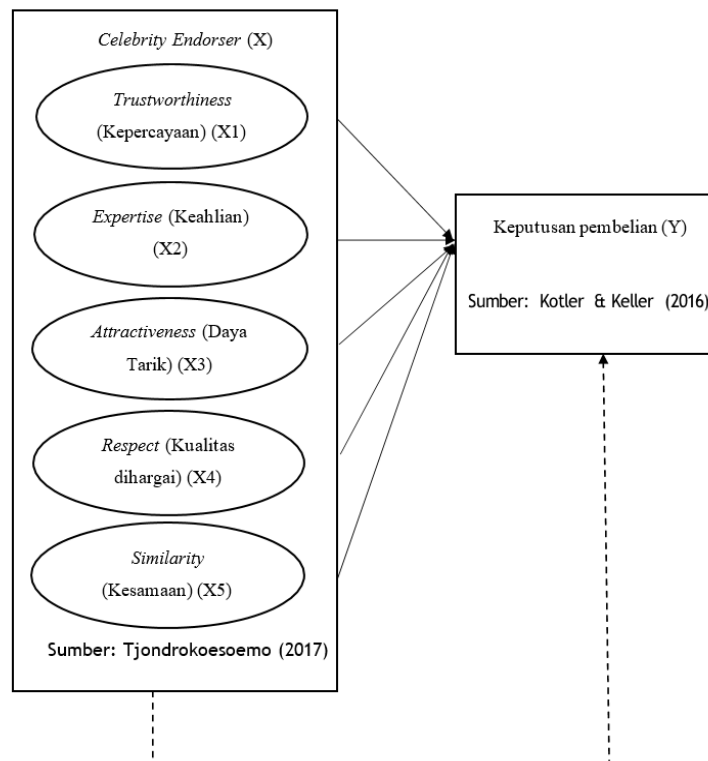 Celebrity Endorser (X)
Trustworthiness
(Kepercayaan) (X1)
Expertise (Keahlian)
(X2)
Attractiveness (Daya
Tarik) (X3)
Respect (Kualitas
dihargai) (X4)
Similarity
(Kesamaan) (X5)
Sumber: Tjondrokoesoemo (2017)
Keputusan pembelian (Y)
Sumber: Kotler & Keller (2016)